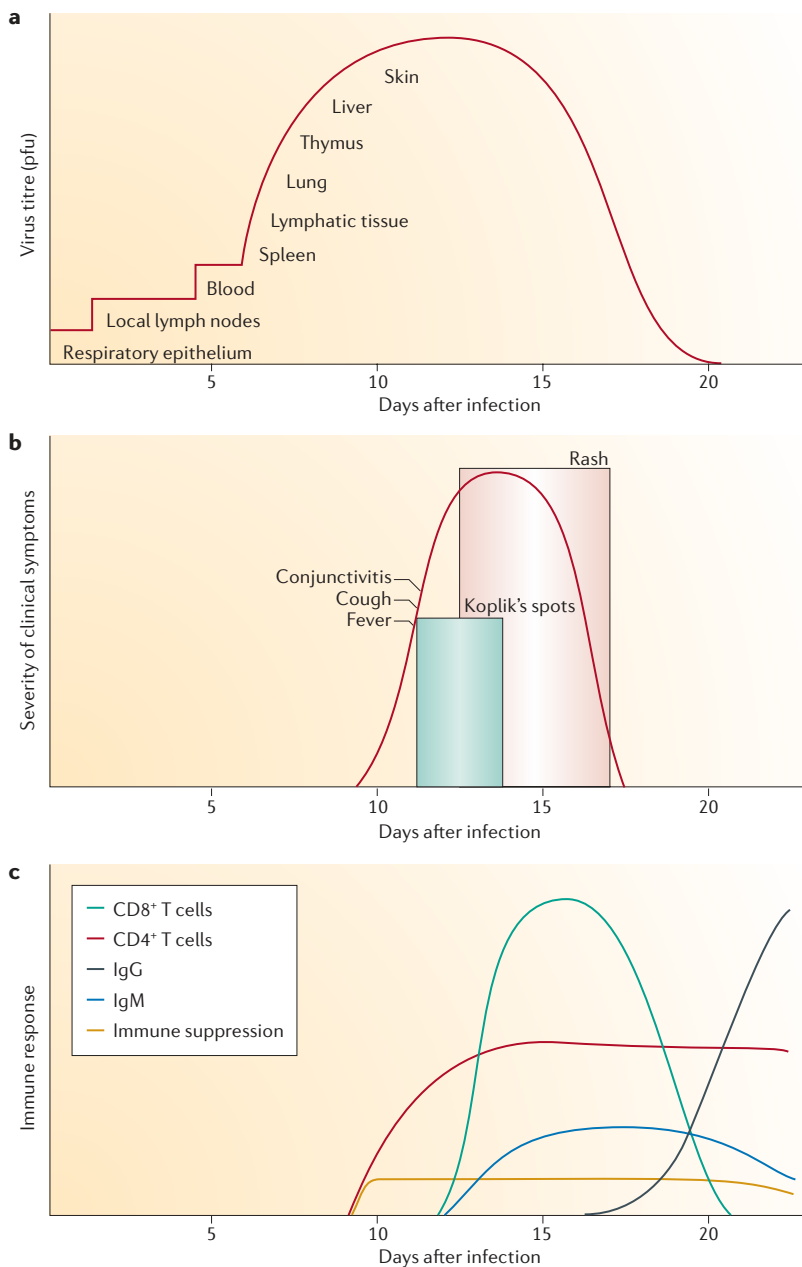 a
Virus titre (pfu)
Skin
Liver
Thymus
Lung
Lymphatic tissue
Spleen
Blood
Local lymph nodes
Respiratory epithelium
5 10 15 20
Days after infection
b
Severity of clinical symptoms
Rash
Conjunctivitis
Cough
Koplik's spots
Fever
5 10 15 20
Days after infection
c
Immune response
CD8⁺ T cells
CD4⁺ T cells
IgG
IgM
Immune suppression
5 10 15 20
Days after infection